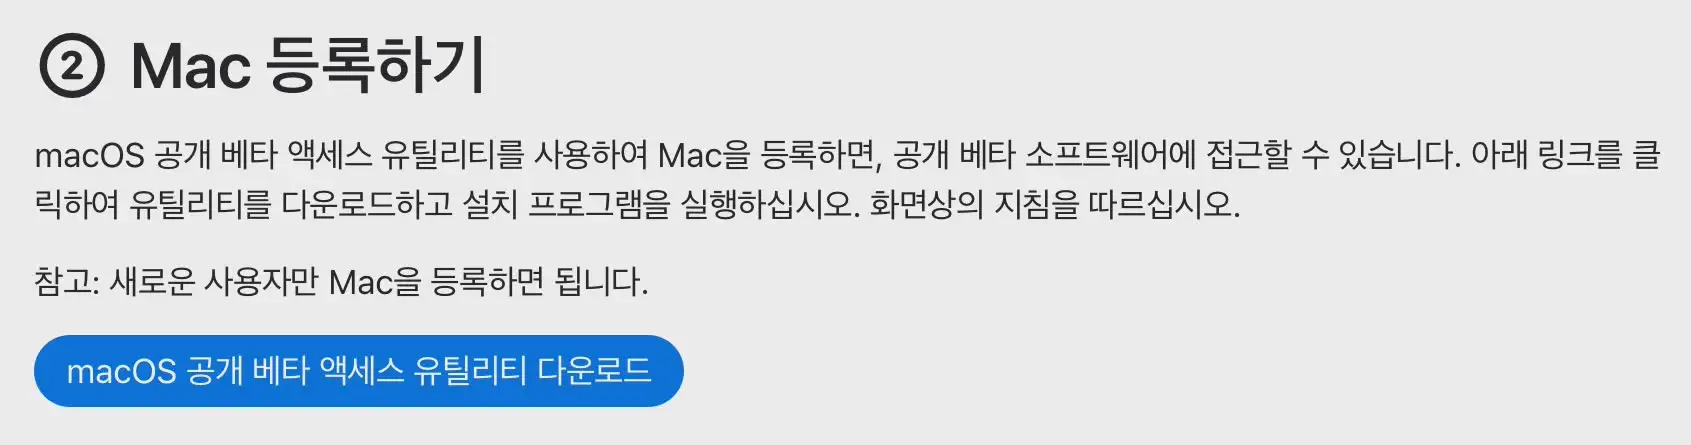 ② Mac 등록하기
macOS 공개 베타 액세스 유틸리티를 사용하여 Mac을 등록하면, 공개 베타 소프트웨어에 접근할 수 있습니다. 아래 링크를 클
릭하여 유틸리티를 다운로드하고 설치 프로그램을 실행하십시오. 화면상의 지침을 따르십시오.
참고: 새로운 사용자만 Mac을 등록하면 됩니다.
macOS 공개 베타 액세스 유틸리티 다운로드